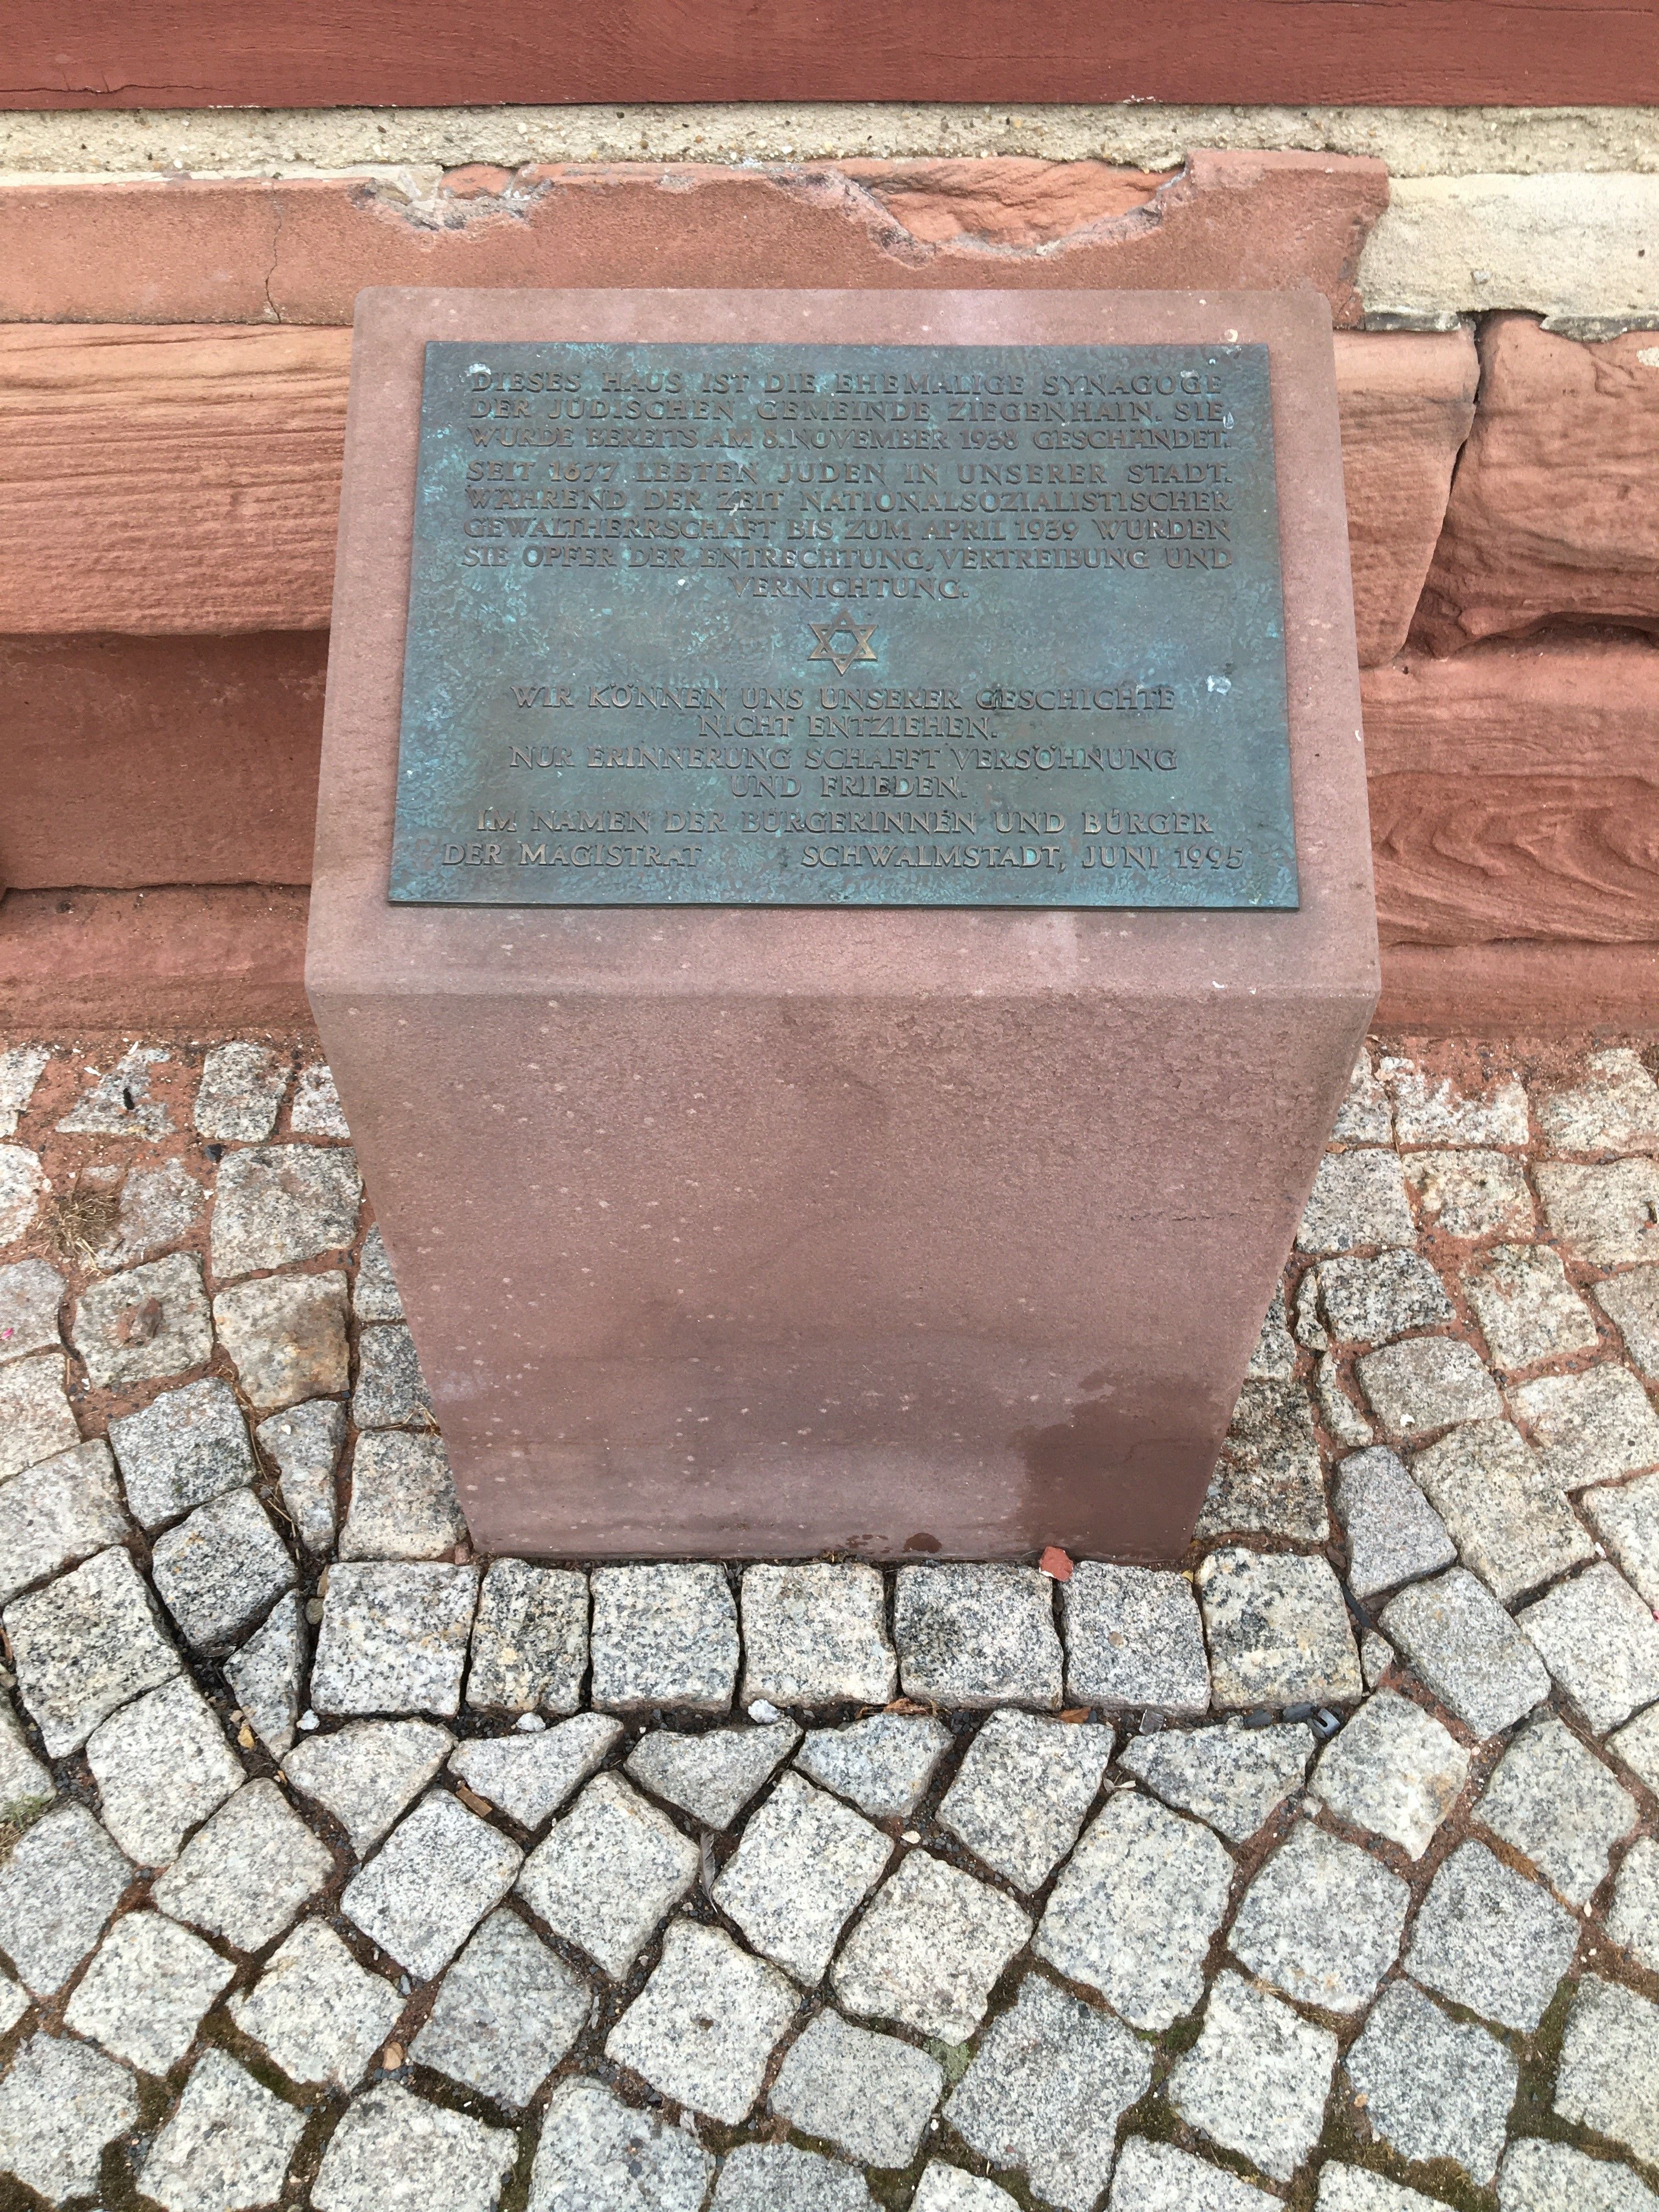 DIESES HAUS IST DIE EHEMALIGE SYNAGOGE
DER JÜDISCHEN GEMEINDE ZIEGENHAIN. SIE
WURDE BEREITS AM 8. NOVEMBER 1938 GESCHÄNDET.
SEIT 1677 LEBTEN JUDEN IN UNSERER STADT.
WÄHREND DER ZEIT NATIONALSOZIALISTISCHER
GEWALTHERRSCHAFT BIS ZUM APRIL 1939 WURDEN
SIE OPFER DER ENTRECHTUNG, VERTREIBUNG UND
VERNICHTUNG.
WIR KÖNNEN UNS UNSERER GESCHICHTE
NICHT ENTZIEHEN.
NUR ERINNERUNG SCHAFFT VERSÖHNUNG
UND FRIEDEN.
IM NAMEN DER BÜRGERINNEN UND BÜRGER
DER MAGISTRAT SCHWALMSTADT, JUNI 1995